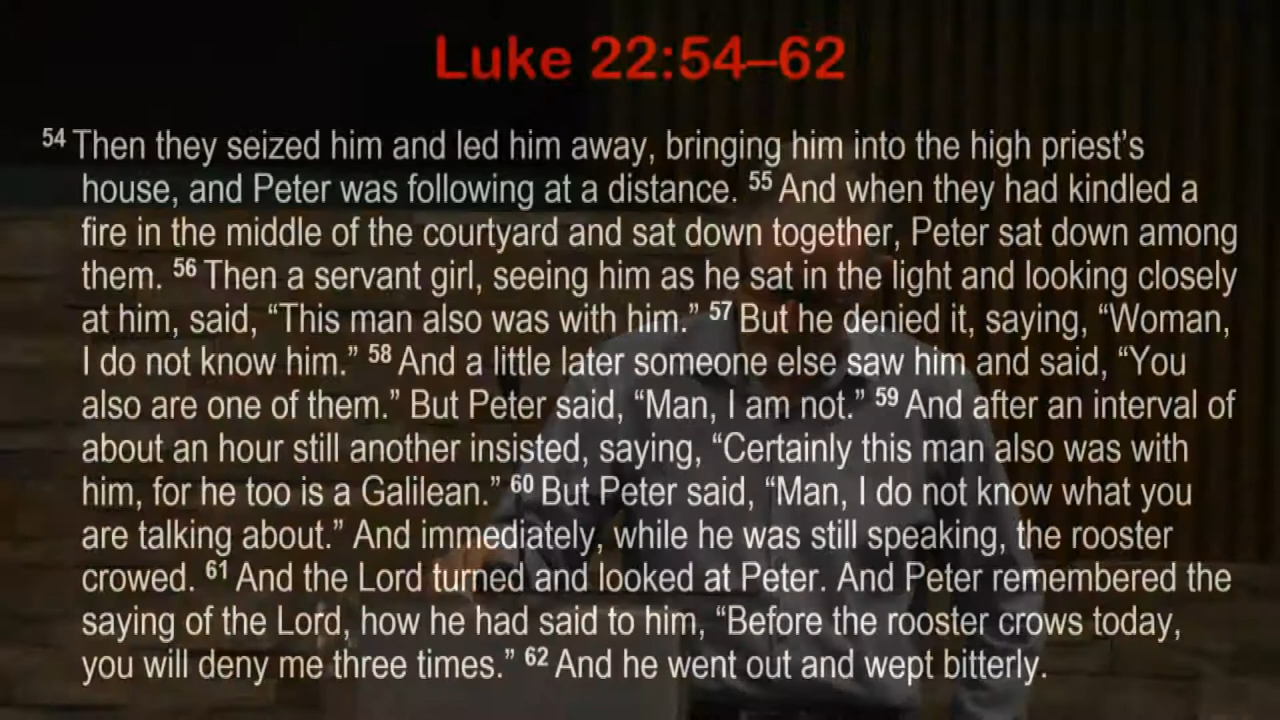 Luke 22:54–62
54 Then they seized him and led him away, bringing him into the high priest’s
house, and Peter was following at a distance. 55 And when they had kindled a
fire in the middle of the courtyard and sat down together, Peter sat down among
them. 56 Then a servant girl, seeing him as he sat in the light and looking closely
at him, said, “This man also was with him.” 57 But he denied it, saying, “Woman,
I do not know him.” 58 And a little later someone else saw him and said, “You
also are one of them.” But Peter said, “Man, I am not.” 59 And after an interval of
about an hour still another insisted, saying, “Certainly this man also was with
him, for he too is a Galilean.” 60 But Peter said, “Man, I do not know what you
are talking about.” And immediately, while he was still speaking, the rooster
crowed. 61 And the Lord turned and looked at Peter. And Peter remembered the
saying of the Lord, how he had said to him, “Before the rooster crows today,
you will deny me three times.” 62 And he went out and wept bitterly.